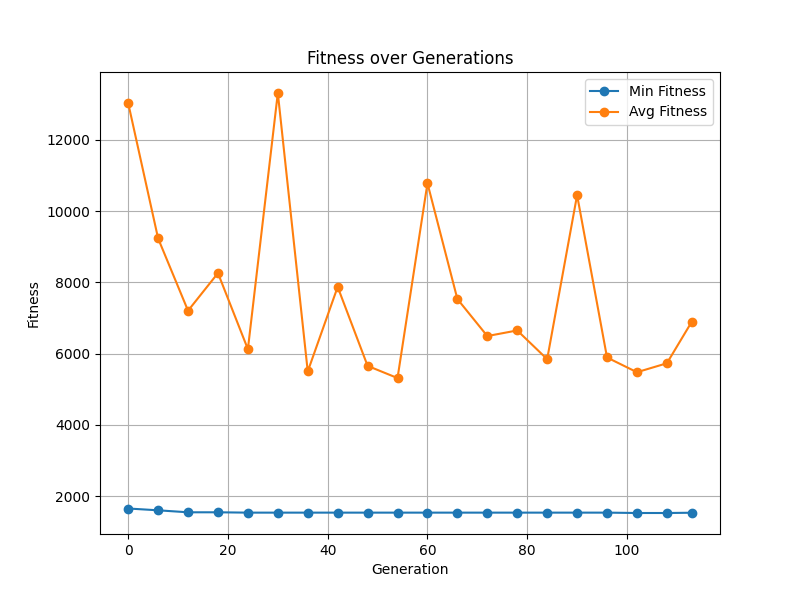 Fitness over Generations
Min Fitness
Avg Fitness
12000
10000
8000
6000
4000
2000
Fitness
0 20 40 60 80 100
Generation